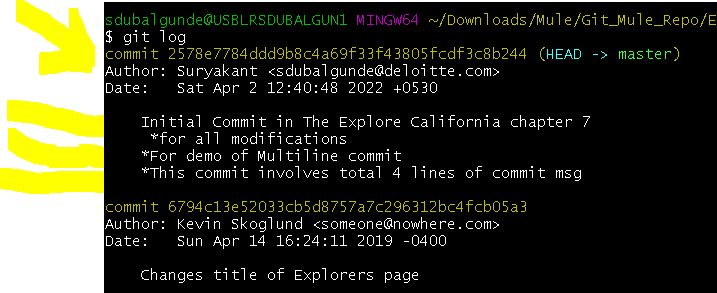 sdubalgunde@USBLRSDUBALGUN1 MINGW64 ~/Downloads/Mule/Git_Mule_Repo/E
$ git log
commit 2578e7784ddd9b8c4a69f33f43805fcdf3c8b244 (HEAD -> master)
Author: Suryakant <sdubalgunde@deloitte.com>
Date:   Sat Apr 2 12:40:48 2022 +0530
    Initial Commit in The Explore California chapter 7
     *for all modifications
    *For demo of Multiline commit
    *This commit involves total 4 lines of commit msg
commit 6794c13e52033cb5d8757a7c296312bc4fcb05a3
Author: Kevin Skoglund <someone@nowhere.com>
Date:   Sun Apr 14 16:24:11 2019 -0400
    Changes title of Explorers page